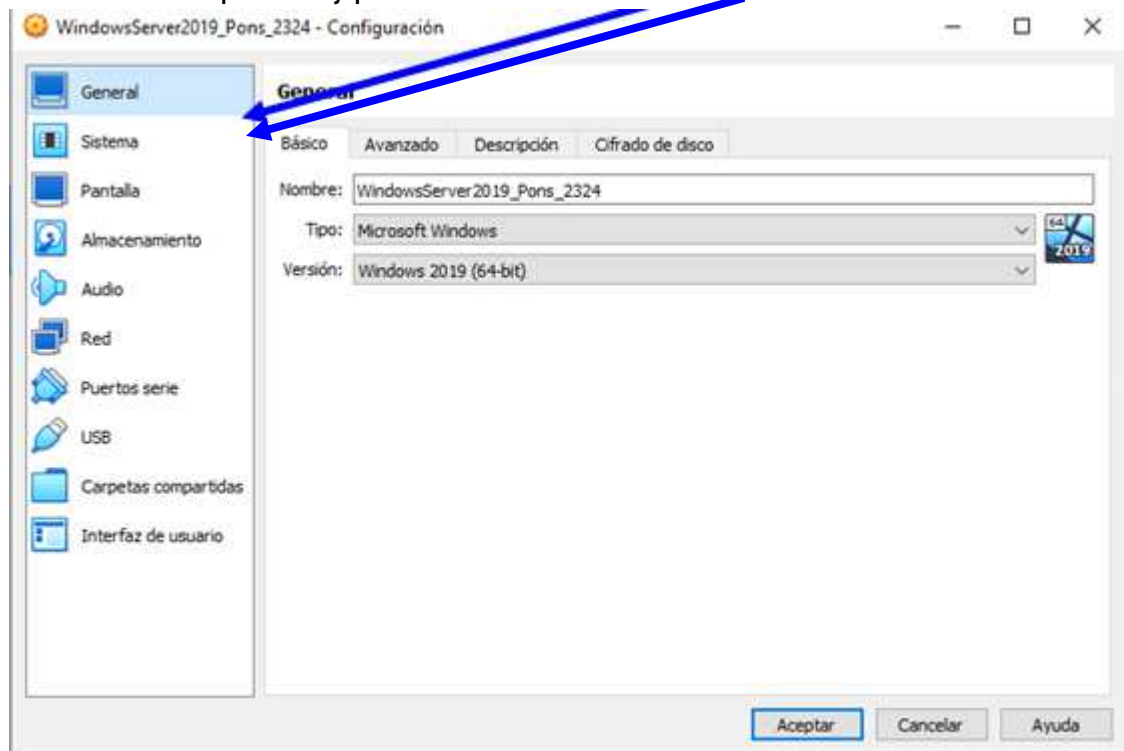 WindowsServer2019_Pons_2324 - Configuración
General
Sistema
Pantalla
Almacenamiento
Audio
Red
Puertos serie
USB
Carpetas compartidas
Interfaz de usuario
General
Básico Avanzado Descripción Cifrado de disco
Nombre: WindowsServer2019_Pons_2324
Tipo: Microsoft Windows
64
2019
Versión: Windows 2019 (64-bit)
Aceptar Cancelar Ayuda